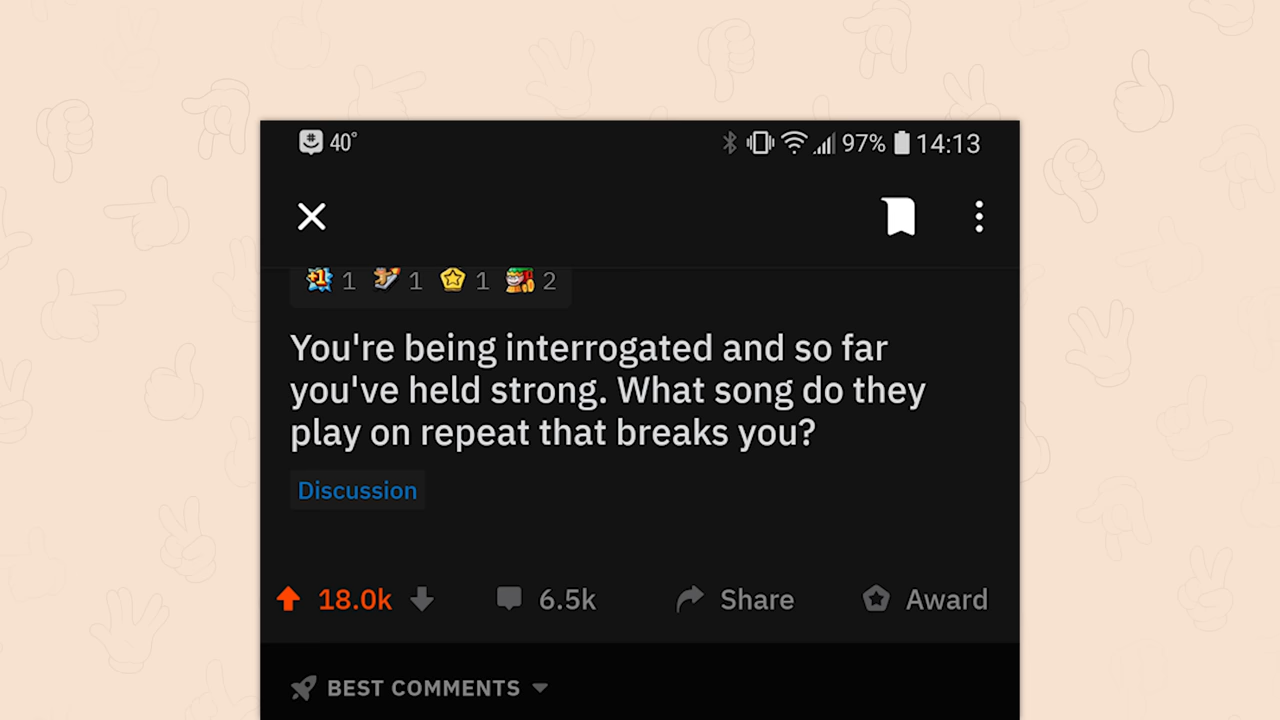 40°
97% 14:13
+1 1 1 1 2
You're being interrogated and so far
you've held strong. What song do they
play on repeat that breaks you?
Discussion
18.0k 6.5k Share Award
BEST COMMENTS